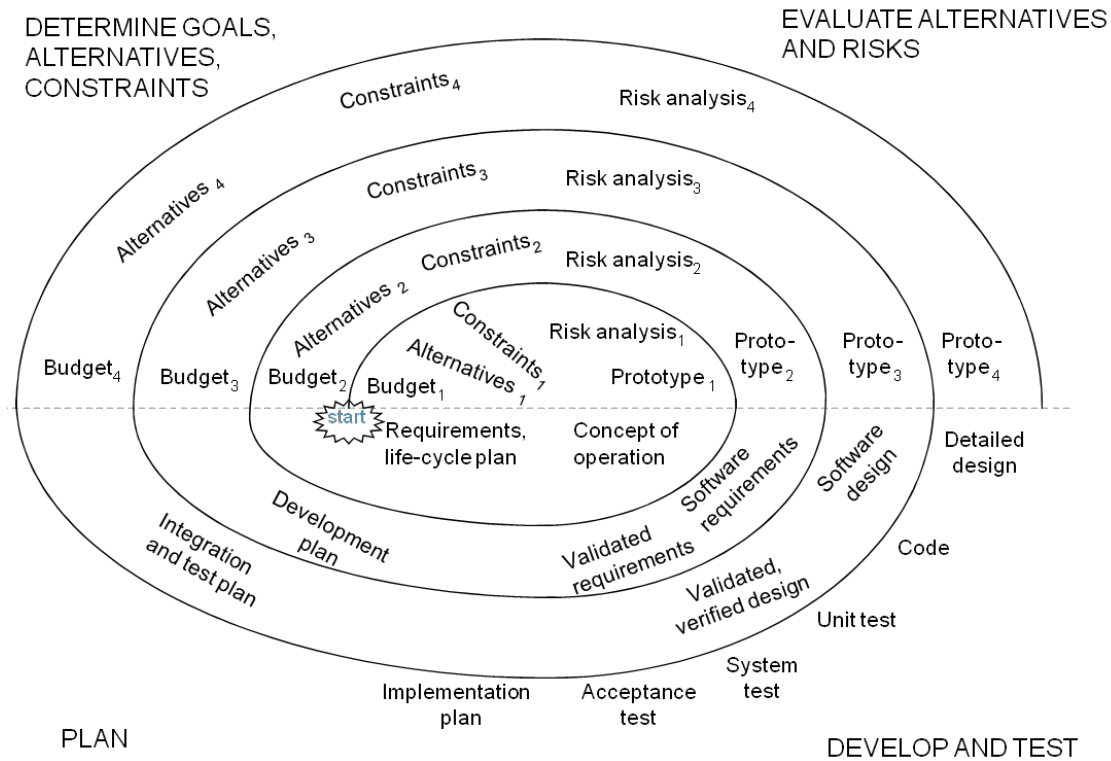 DETERMINE GOALS,
ALTERNATIVES,
CONSTRAINTS
EVALUATE ALTERNATIVES
AND RISKS
Constraints4
Risk analysis4
Alternatives 4
Constraints3
Risk analysis3
Alternatives 3
Constraints2
Risk analysis2
Alternatives 2
Constraints1
Risk analysis1
Alternatives 1
Budget4
Budget3
Budget2
Budget1
Prototype 1
Proto-
type2
Proto-
type3
Proto-
type4
start
Requirements,
life-cycle plan
Concept of
operation
Software
requirements
Software
design
Detailed
design
Development
plan
Validated
requirements
Integration
and test plan
Validated,
verified design
Code
Unit test
System
test
Acceptance
test
Implementation
plan
PLAN
DEVELOP AND TEST